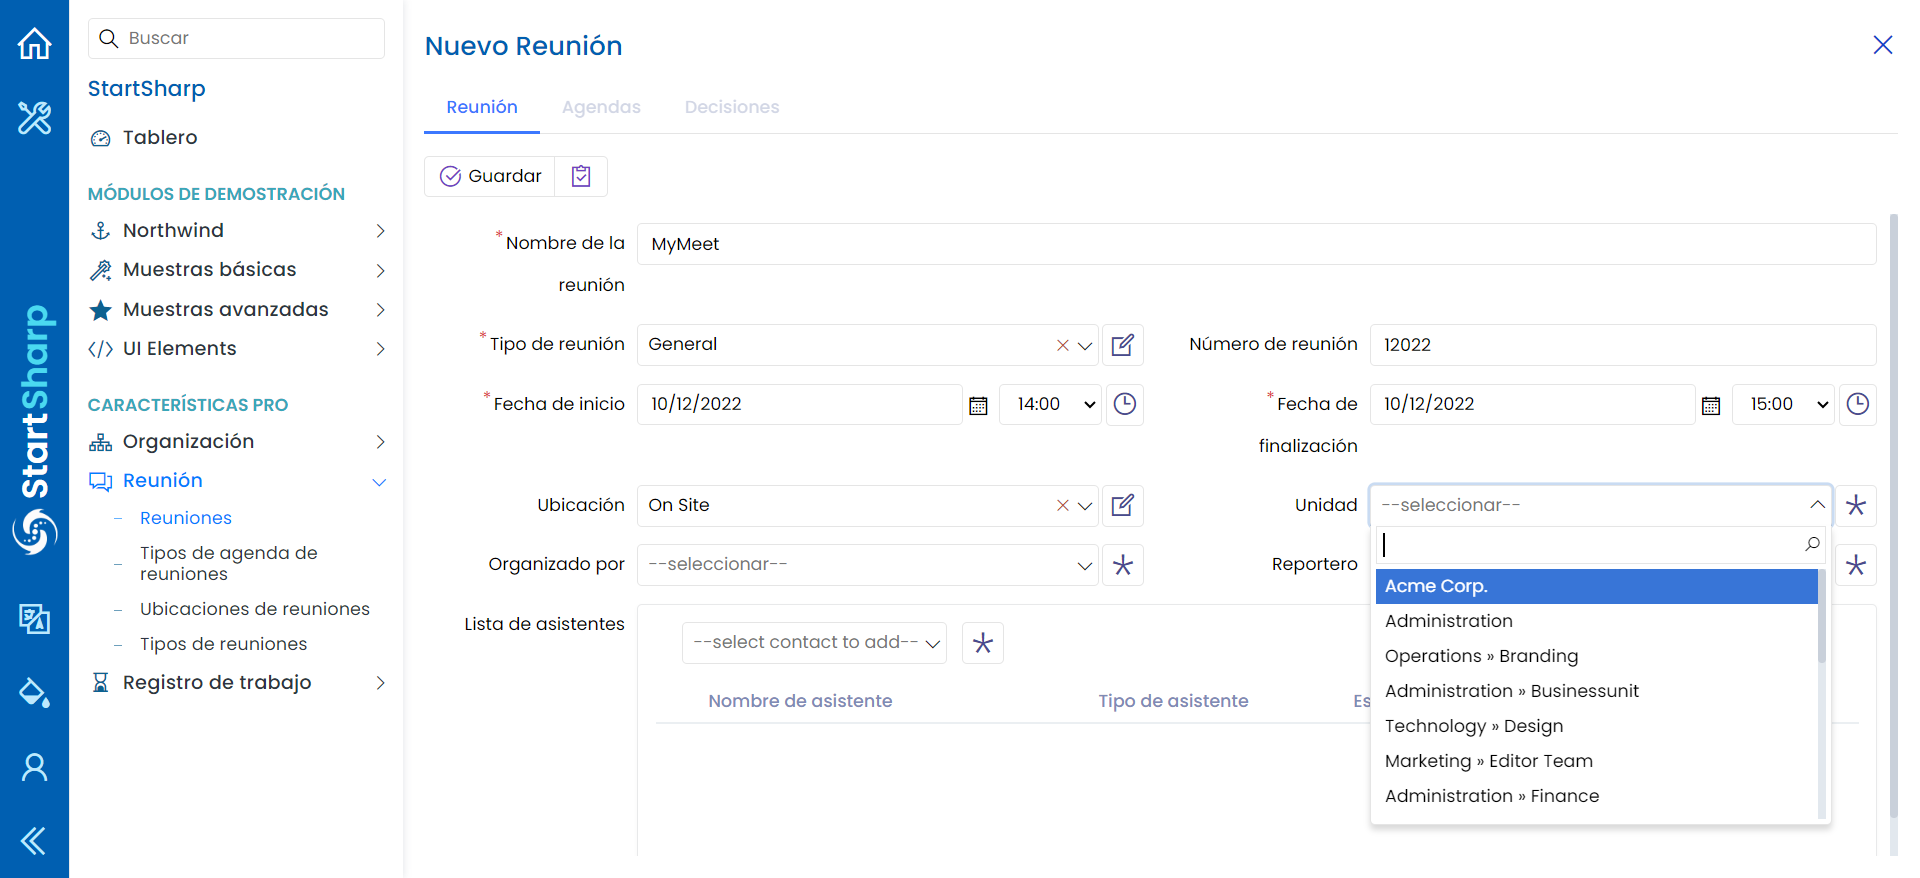 Buscar
StartSharp
Tablero
MÓDULOS DE DEMOSTRACIÓN
Northwind
Muestras básicas
Muestras avanzadas
UI Elements
CARACTERÍSTICAS PRO
Organización
Reunión
Reuniones
Tipos de agenda de
reuniones
Ubicaciones de reuniones
Tipos de reuniones
Registro de trabajo
StartSharp
Nuevo Reunión
Reunión Agendas Decisiones
Guardar
*Nombre de la
reunión
MyMeet
*Tipo de reunión General
Número de reunión 12022
*Fecha de inicio 10/12/2022 14:00
*Fecha de
finalización
10/12/2022 15:00
Ubicación On Site
Unidad --seleccionar--
Organizado por --seleccionar--
Reportero
Acme Corp.
Administration
Operations » Branding
Administration » Businessunit
Technology » Design
Marketing » Editor Team
Administration » Finance
Lista de asistentes
--select contact to add--
Nombre de asistente Tipo de asistente Es